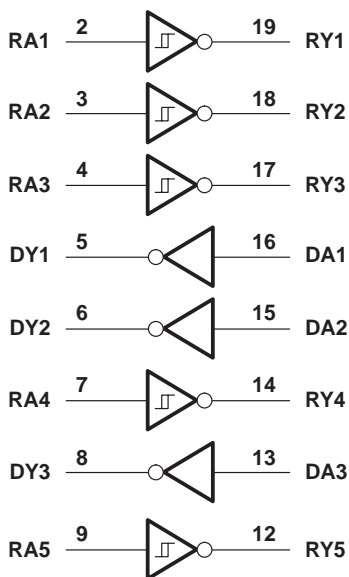 RA1 2 19 RY1
RA2 3 18 RY2
RA3 4 17 RY3
DY1 5 16 DA1
DY2 6 15 DA2
RA4 7 14 RY4
DY3 8 13 DA3
RA5 9 12 RY5